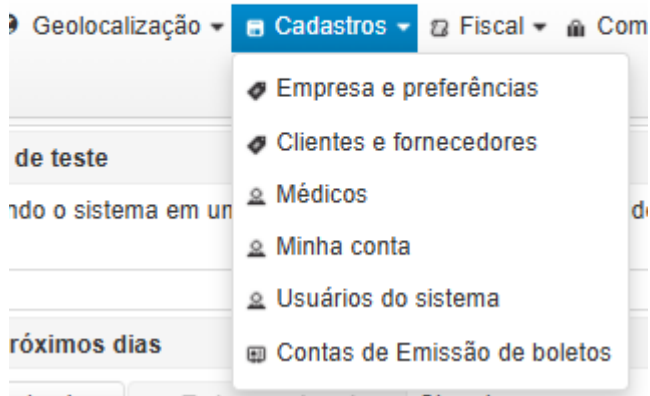 Geolocalização Cadastros Fiscal Com
Empresa e preferências
Clientes e fornecedores
de teste
Médicos
ndo o sistema em un
Minha conta
Usuários do sistema
róximos dias
Contas de Emissão de boletos